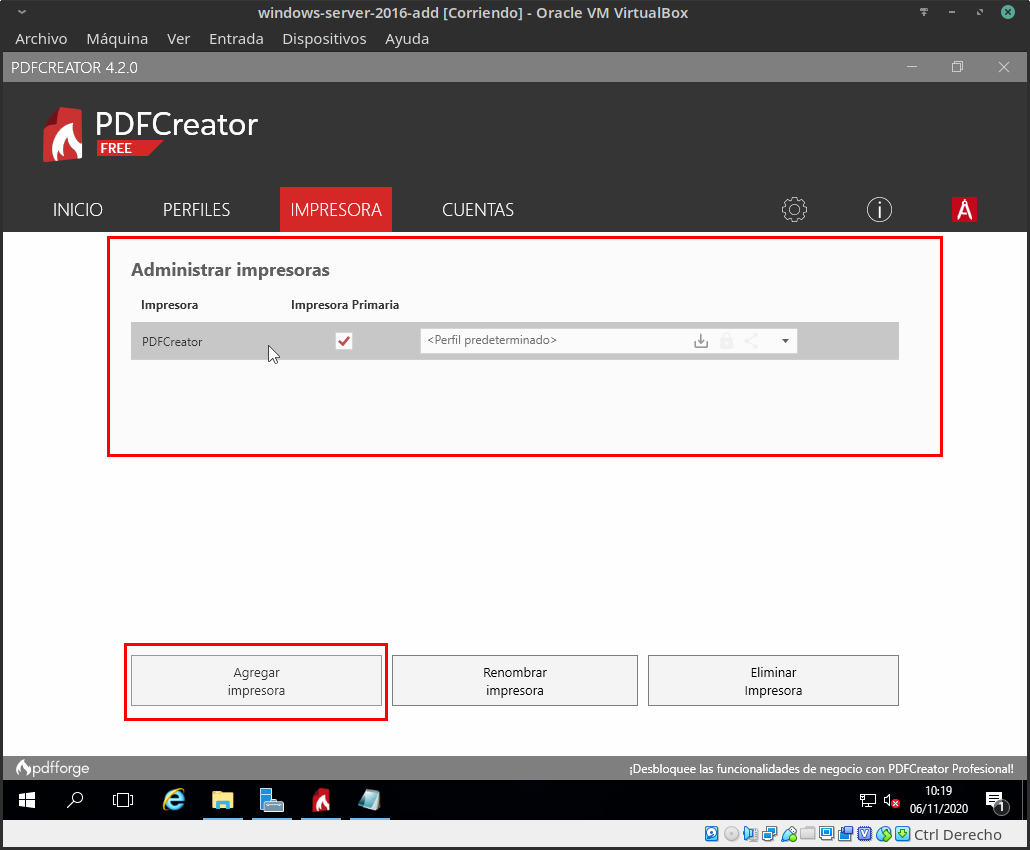 windows-server-2016-add [Corriendo] - Oracle VM VirtualBox
Archivo Máquina Ver Entrada Dispositivos Ayuda
PDFCREATOR 4.2.0
PDFCreator
FREE
INICIO PERFILES IMPRESORA CUENTAS
Administrar impresoras
Impresora Impresora Primaria
PDFCreator <Perfil predeterminado>
Agregar
impresora
Renombrar
impresora
Eliminar
Impresora
pdfforge ¡Desbloquee las funcionalidades de negocio con PDFCreator Profesional!
10:19
06/11/2020
1
Ctrl Derecho